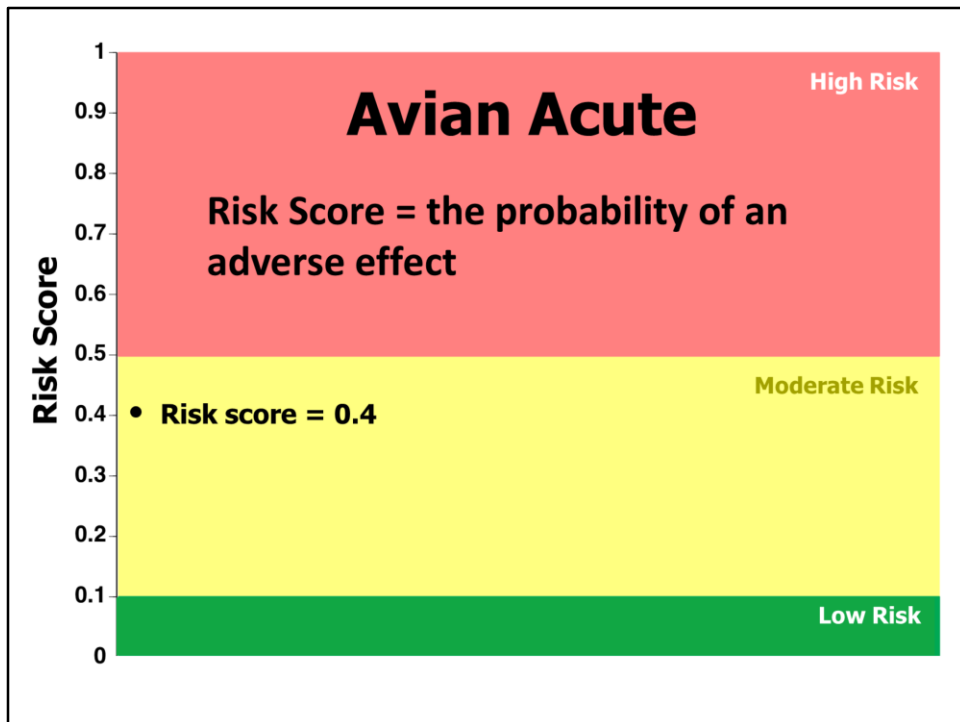 Avian Acute
Risk Score = the probability of an
adverse effect
High Risk
Moderate Risk
Low Risk
• Risk score = 0.4
Risk Score
1
0.9
0.8
0.7
0.6
0.5
0.4
0.3
0.2
0.1
0